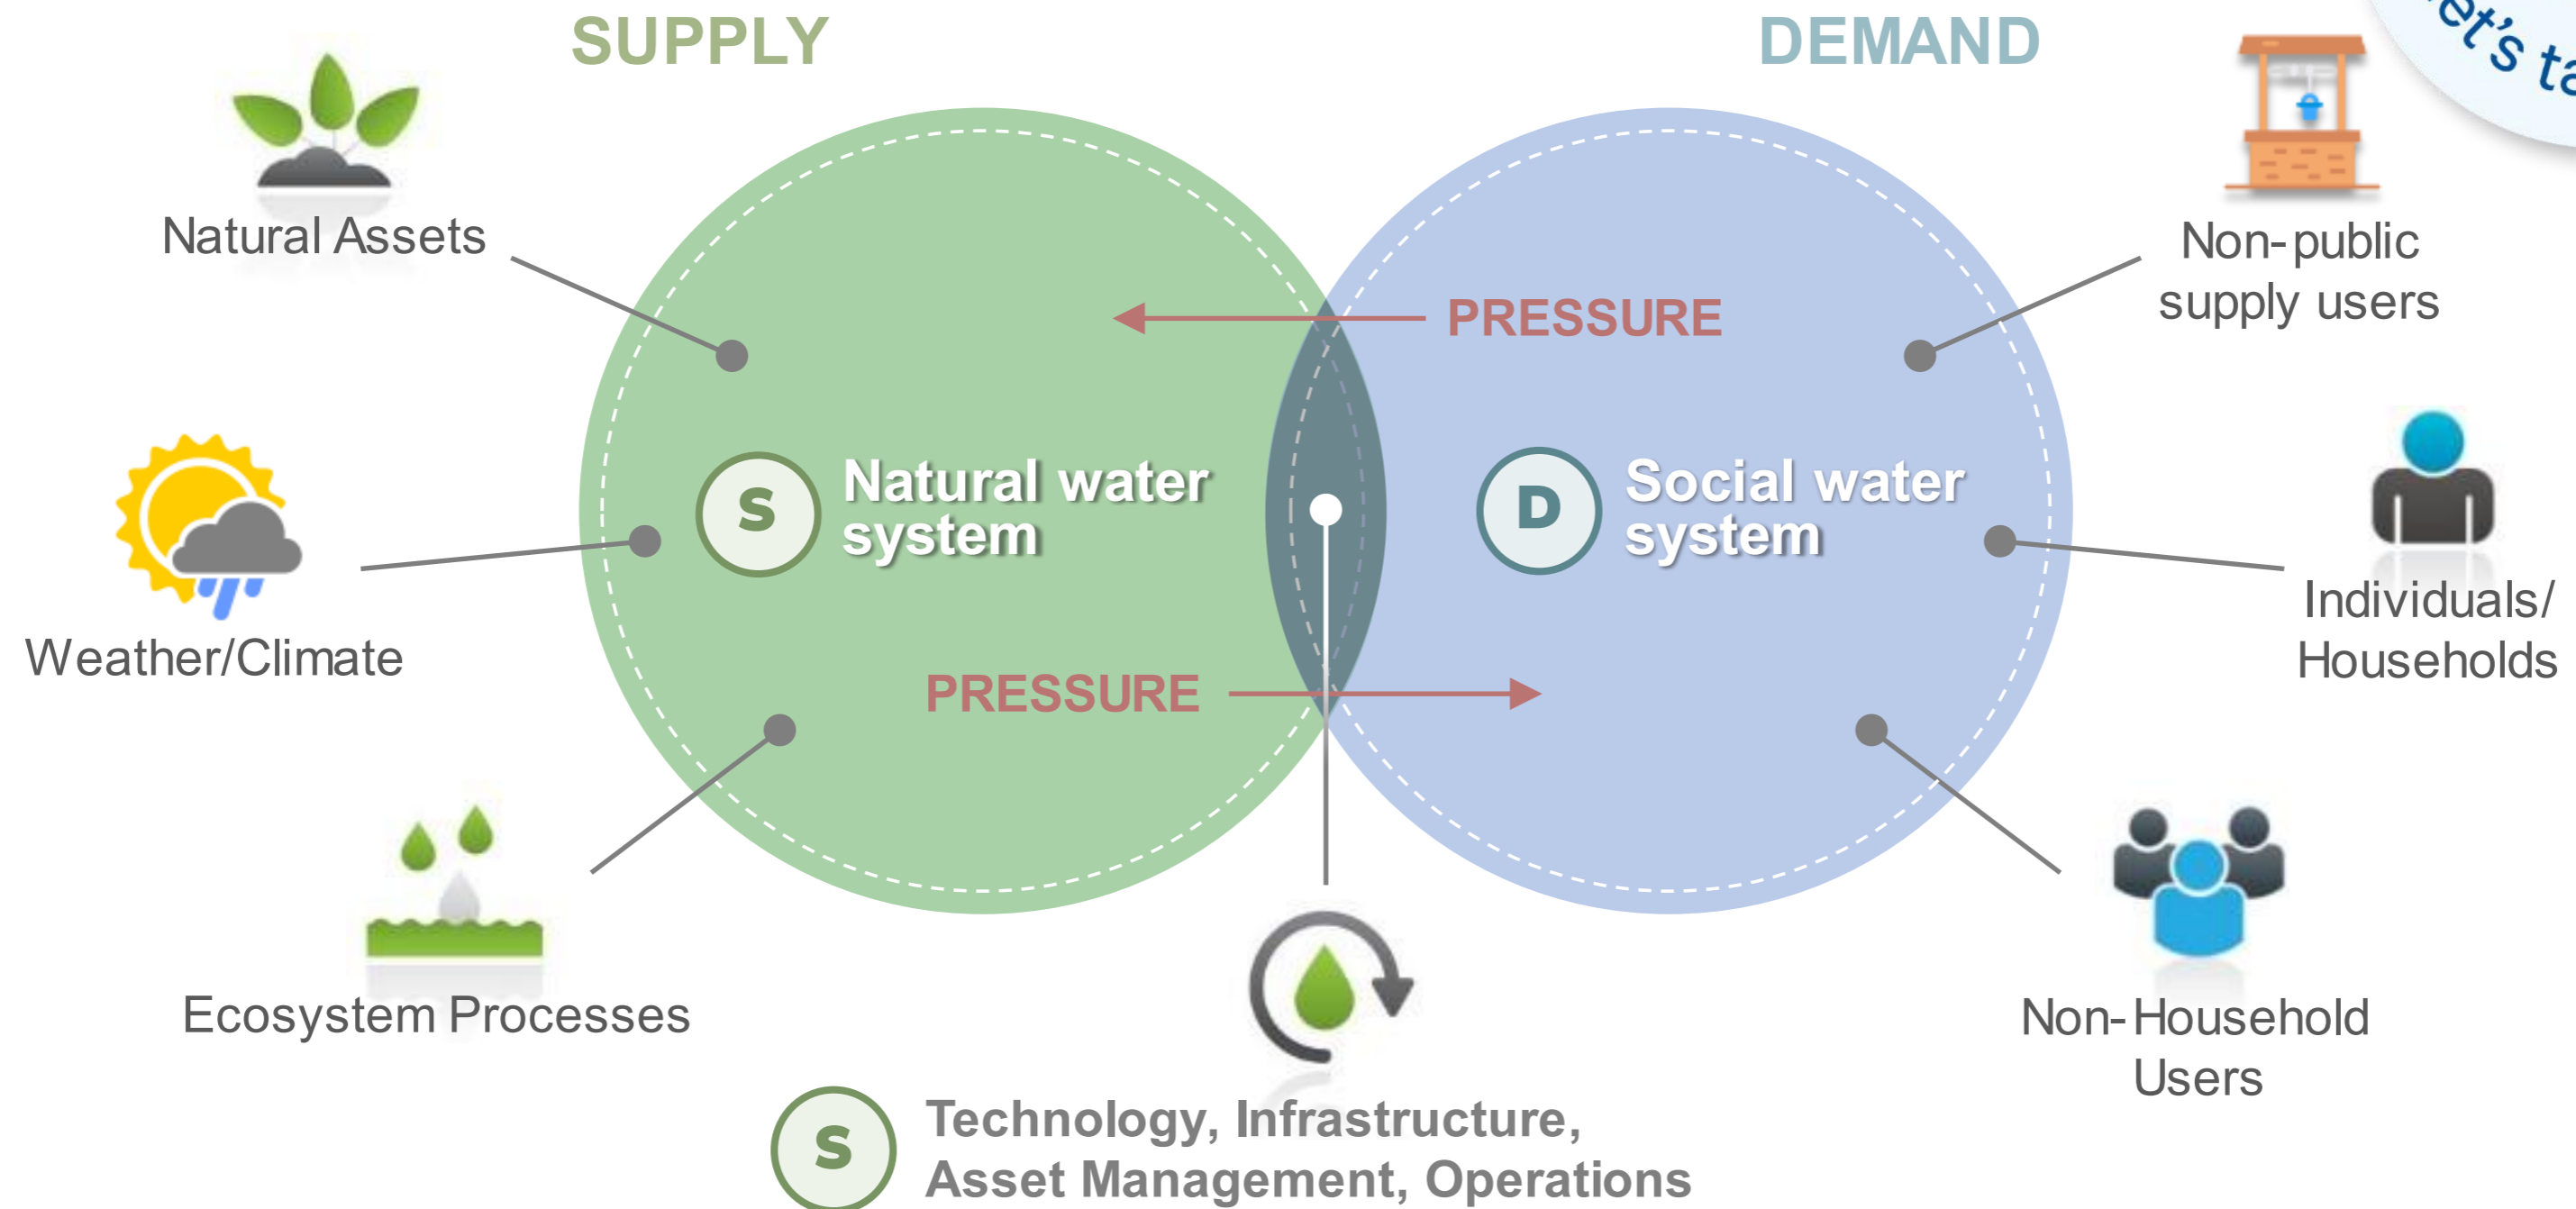 SUPPLY
DEMAND
Natural Assets
Non-public
supply users
PRESSURE
S
Natural water
system
D
Social water
system
Weather/Climate
Individuals/
Households
PRESSURE
Ecosystem Processes
Non-Household
Users
S
Technology, Infrastructure,
Asset Management, Operations